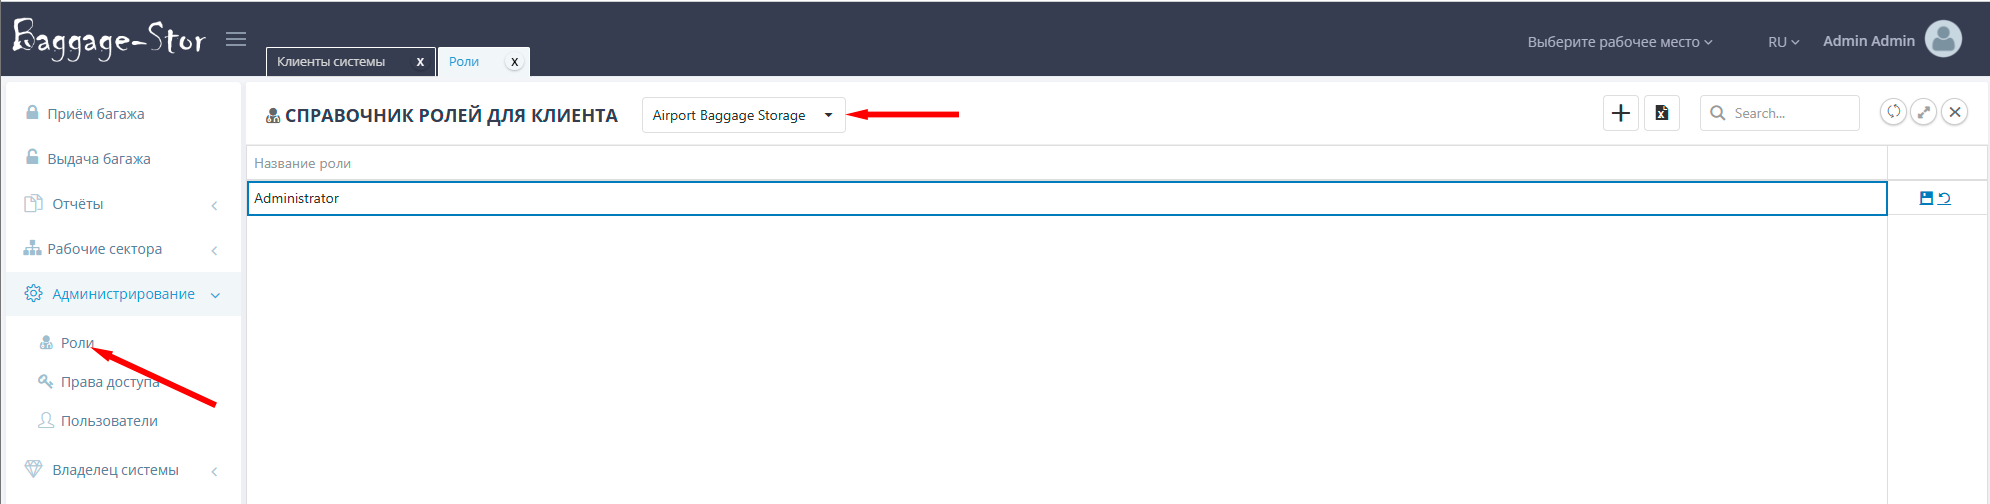 Baggage-Stor
Клиенты системы x
Роли x
Выберите рабочее место
RU
Admin Admin
Приём багажа
Выдача багажа
Отчёты
Рабочие сектора
Администрирование
Роли
Права доступа
Пользователи
Владелец системы
СПРАВОЧНИК РОЛЕЙ ДЛЯ КЛИЕНТА
Airport Baggage Storage
Search...
Название роли
Administrator